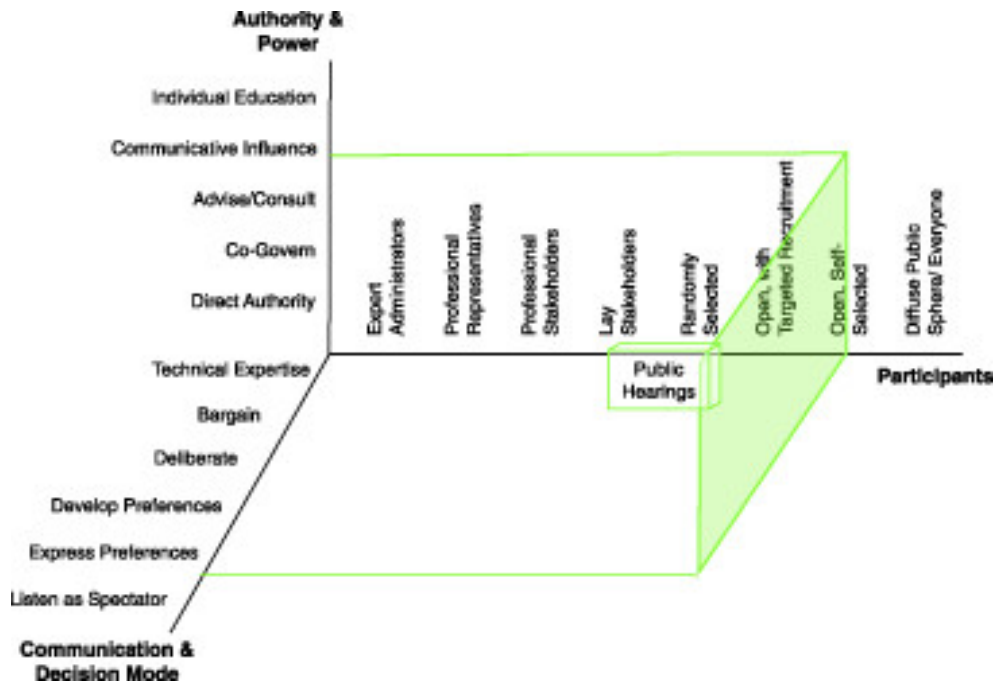 Authority &
Power
Individual Education
Communicative Influence
Advise/Consult
Co-Govern
Direct Authority
Expert
Administrators
Professional
Representatives
Professional
Stakeholders
Lay
Stakeholders
Randomly
Selected
Open, with
Targeted Recruitment
Open, Self-
Selected
Diffuse Public
Sphere/ Everyone
Participants
Public
Hearings
Technical Expertise
Bargain
Deliberate
Develop Preferences
Express Preferences
Listen as Spectator
Communication &
Decision Mode